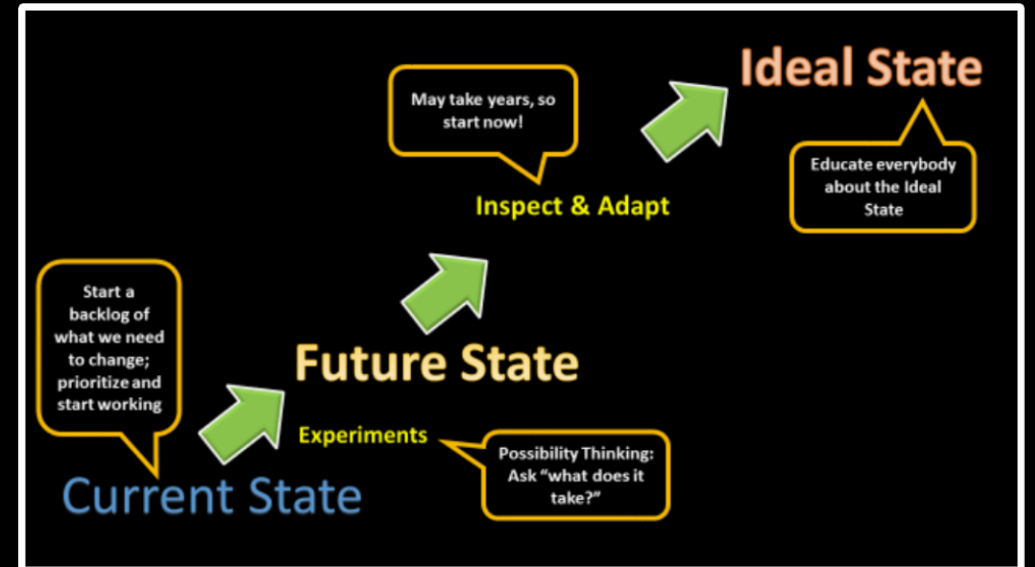 Ideal State
May take years, so
start now!
Educate everybody
about the Ideal
State
Inspect & Adapt
Start a
backlog of
what we need
to change;
prioritize and
start working
Future State
Experiments
Possibility Thinking:
Ask “what does it
take?”
Current State